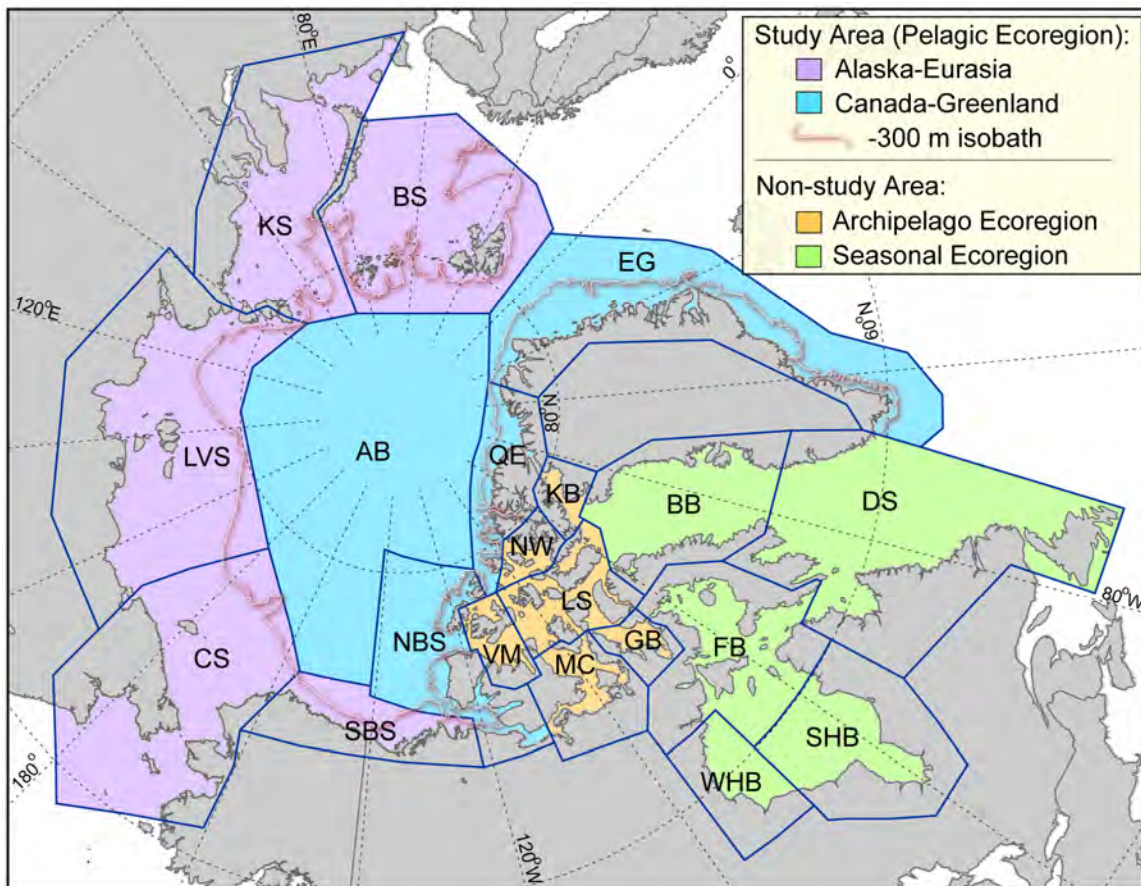 80°E
0°
Study Area (Pelagic Ecoregion):
Alaska-Eurasia
Canada-Greenland
-300 m isobath
Non-study Area:
Archipelago Ecoregion
Seasonal Ecoregion
KS
BS
EG
120°E
60°N
80°N
LVS
AB
QE
KB
BB
DS
NW
LS
80°W
CS
NBS
VM
MC
GB
FB
SBS
SHB
WHB
180°
120°W